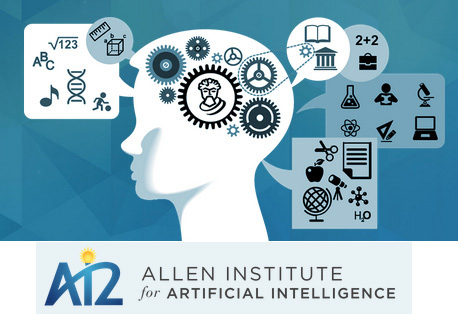 √123
ABC
2+2
H₂O
AI2
ALLEN INSTITUTE
for ARTIFICIAL INTELLIGENCE